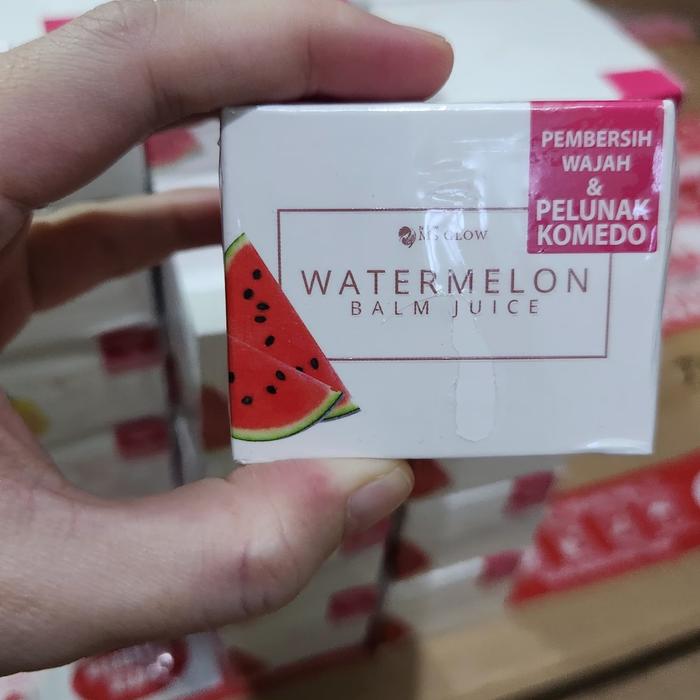 PEMBERSIH
WAJAH
&
PELUNAK
KOMEDO
MS GLOW
WATERMELON
BALM JUICE